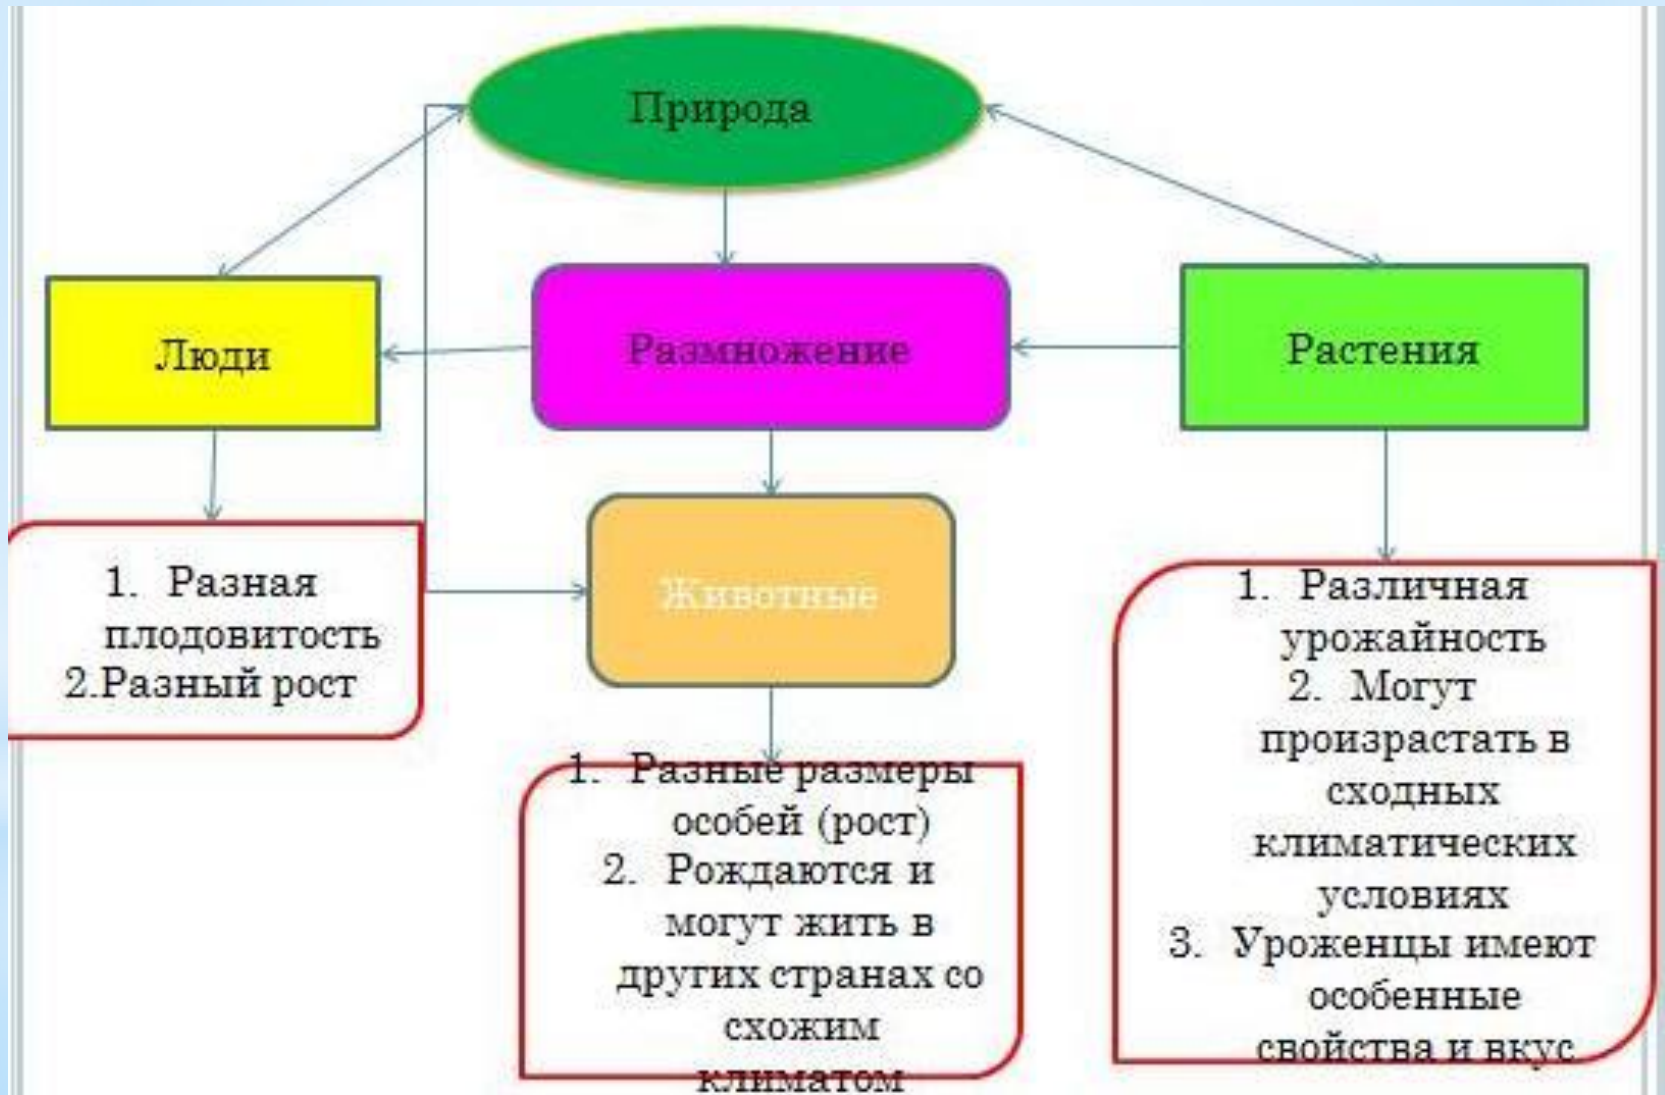 Природа
Люди
Размножение
Растения
1. Разная
плодовитость
2.Разный рост
Животные
1. Разные размеры
особей (рост)
2. Рождаются и
могут жить в
других странах со
схожим
климатом
1. Различная
урожайность
2. Могут
произрастать в
сходных
климатических
условиях
3. Уроженцы имеют
особенные
свойства и вкус